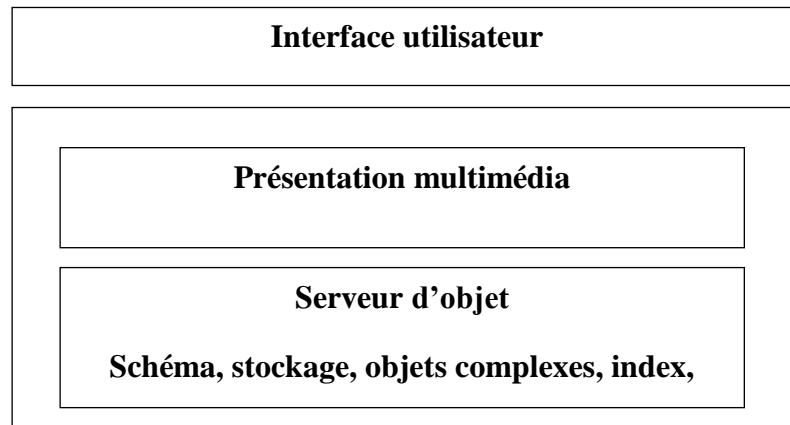 Interface utilisateur
Présentation multimédia
Serveur d’objet
Schéma, stockage, objets complexes, index,